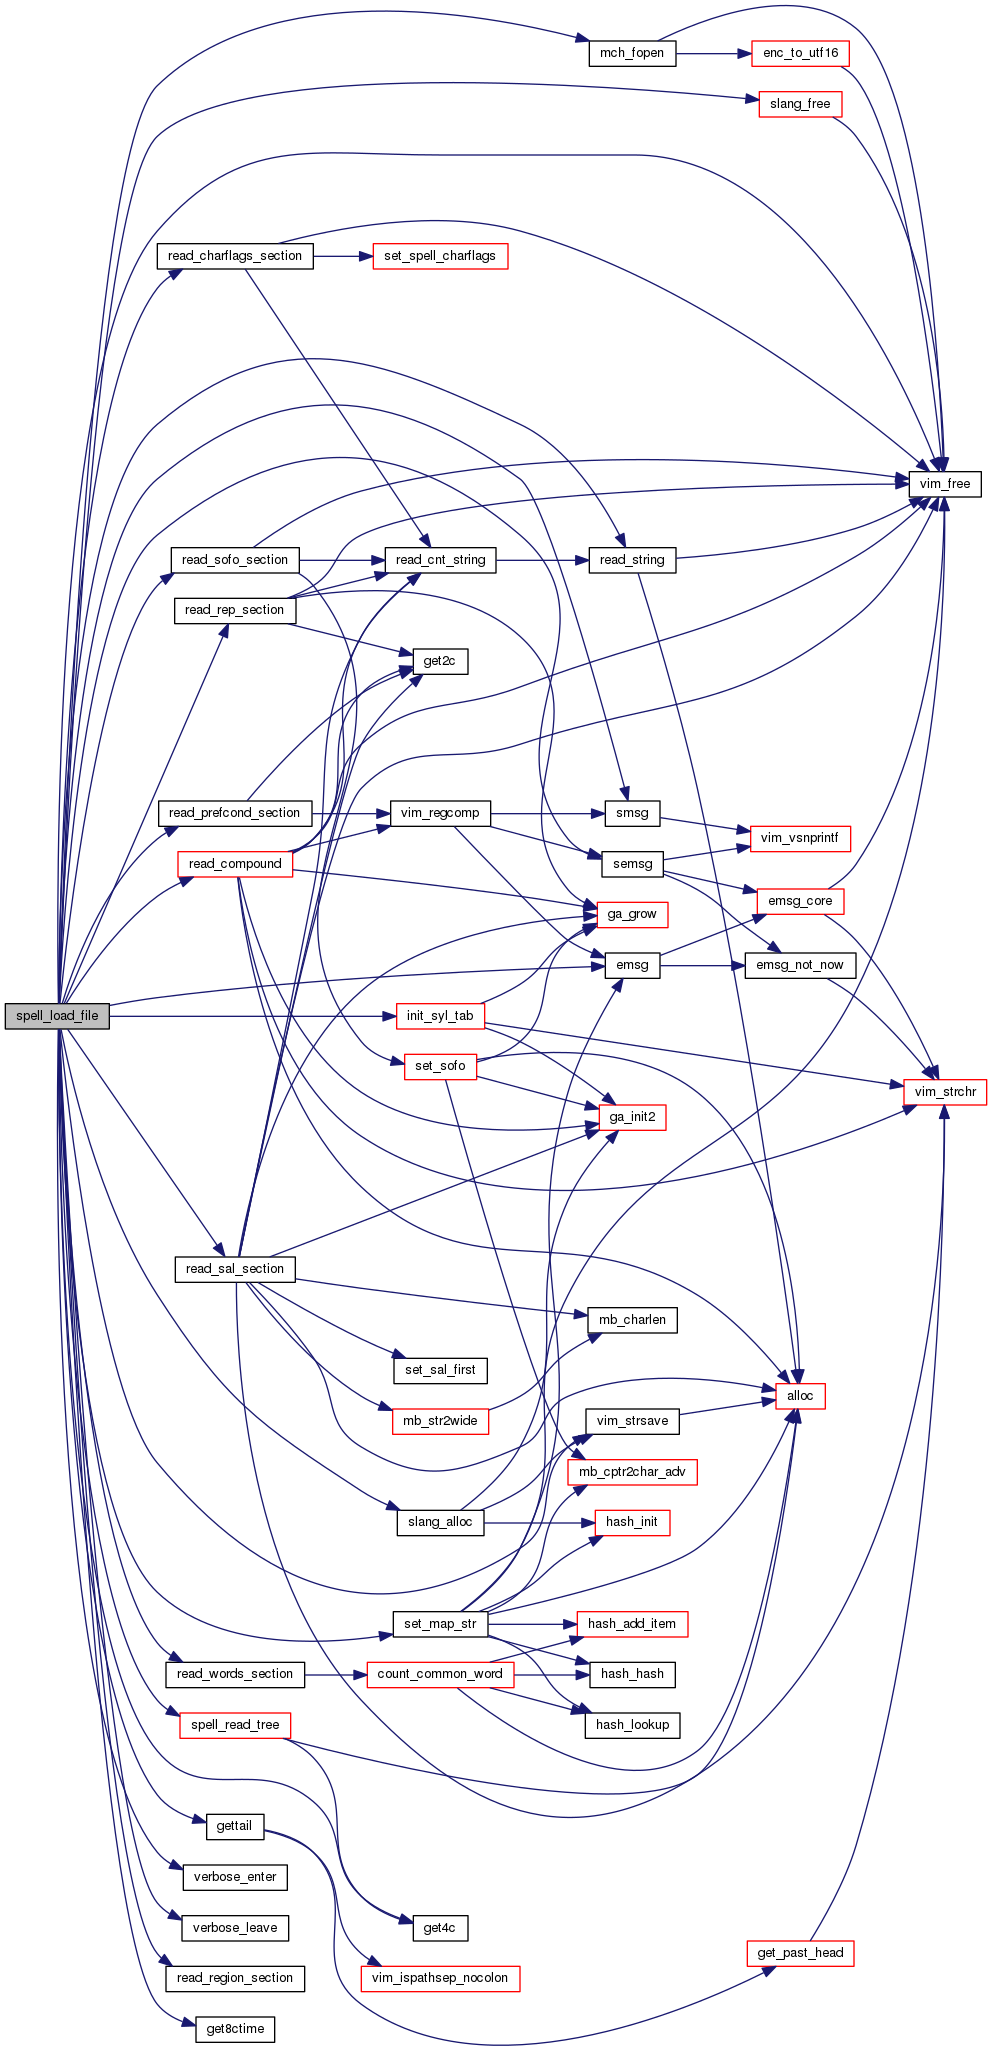 mch_fopen
enc_to_utf16
slang_free
read_charflags_section
set_spell_charflags
vim_free
read_sofo_section
read_cnt_string
read_string
read_rep_section
get2c
read_prefcond_section
vim_regcomp
smsg
vim_vsnprintf
read_compound
semsg
emsg_core
ga_grow
emsg
emsg_not_now
spell_load_file
init_syl_tab
set_sofo
vim_strchr
ga_init2
read_sal_section
mb_charlen
set_sal_first
alloc
mb_str2wide
vim_strsave
mb_cptr2char_adv
slang_alloc
hash_init
set_map_str
hash_add_item
read_words_section
count_common_word
hash_hash
spell_read_tree
hash_lookup
gettail
verbose_enter
verbose_leave
get4c
get_past_head
read_region_section
vim_ispathsep_nocolon
get8ctime